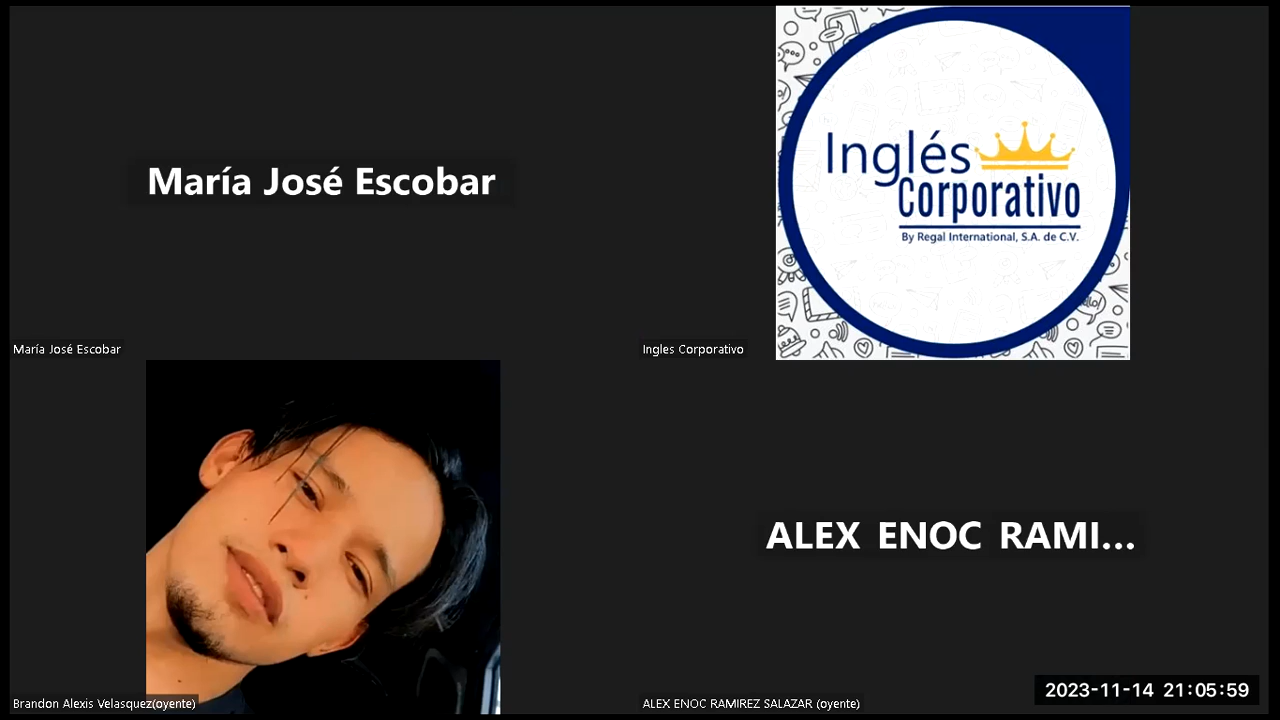 María José Escobar
María José Escobar
Inglés
Corporativo
By Regal International, S.A. de C.V.
Ingles Corporativo
Brandon Alexis Velasquez(oyente)
ALEX ENOC RAMI...
ALEX ENOC RAMIREZ SALAZAR (oyente)
2023-11-14 21:05:59